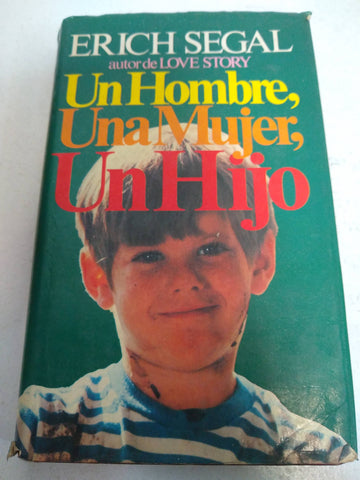 ERICH SEGAL
autor de LOVE STORY
Un Hombre,
Una Mujer,
Un Hijo